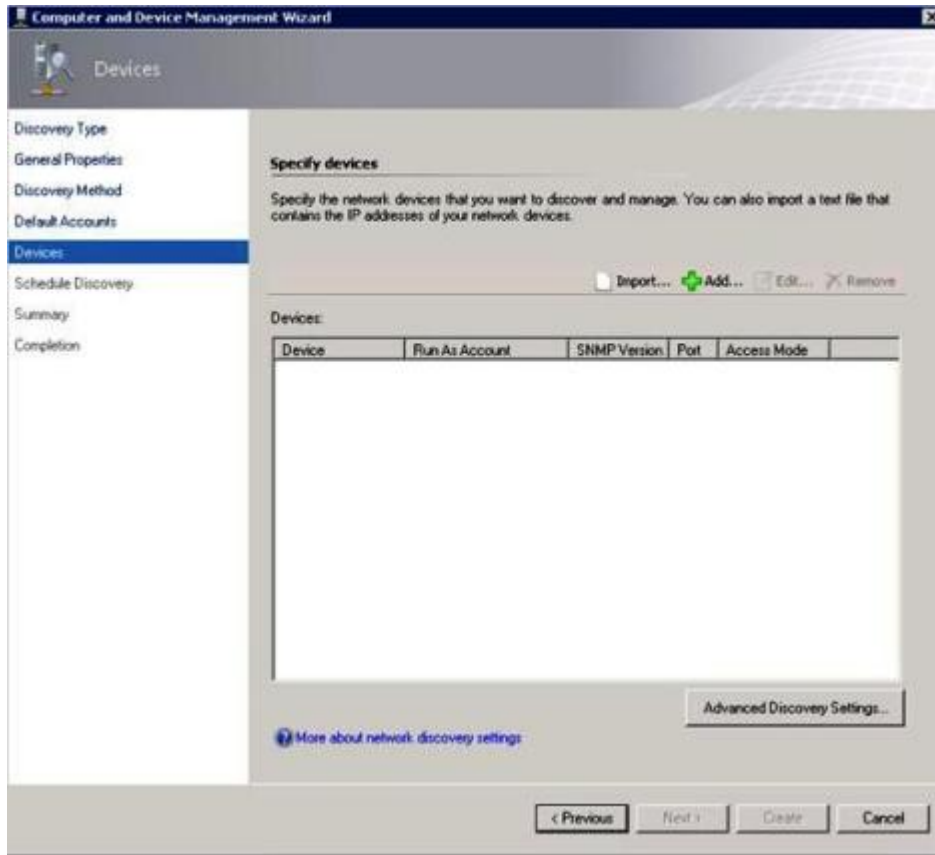 Computer and Device Management Wizard
Devices
Discovery Type
General Properties
Discovery Method
Default Accounts
Devices
Schedule Discovery
Summary
Completion
Specify devices
Specify the network devices that you want to discover and manage. You can also import a text file that
contains the IP addresses of your network devices.
Import... Add... Edit... Remove
Devices:
Device Run As Account SNMP Version Port Access Mode
Advanced Discovery Settings...
More about network discovery settings
< Previous Next > Create Cancel